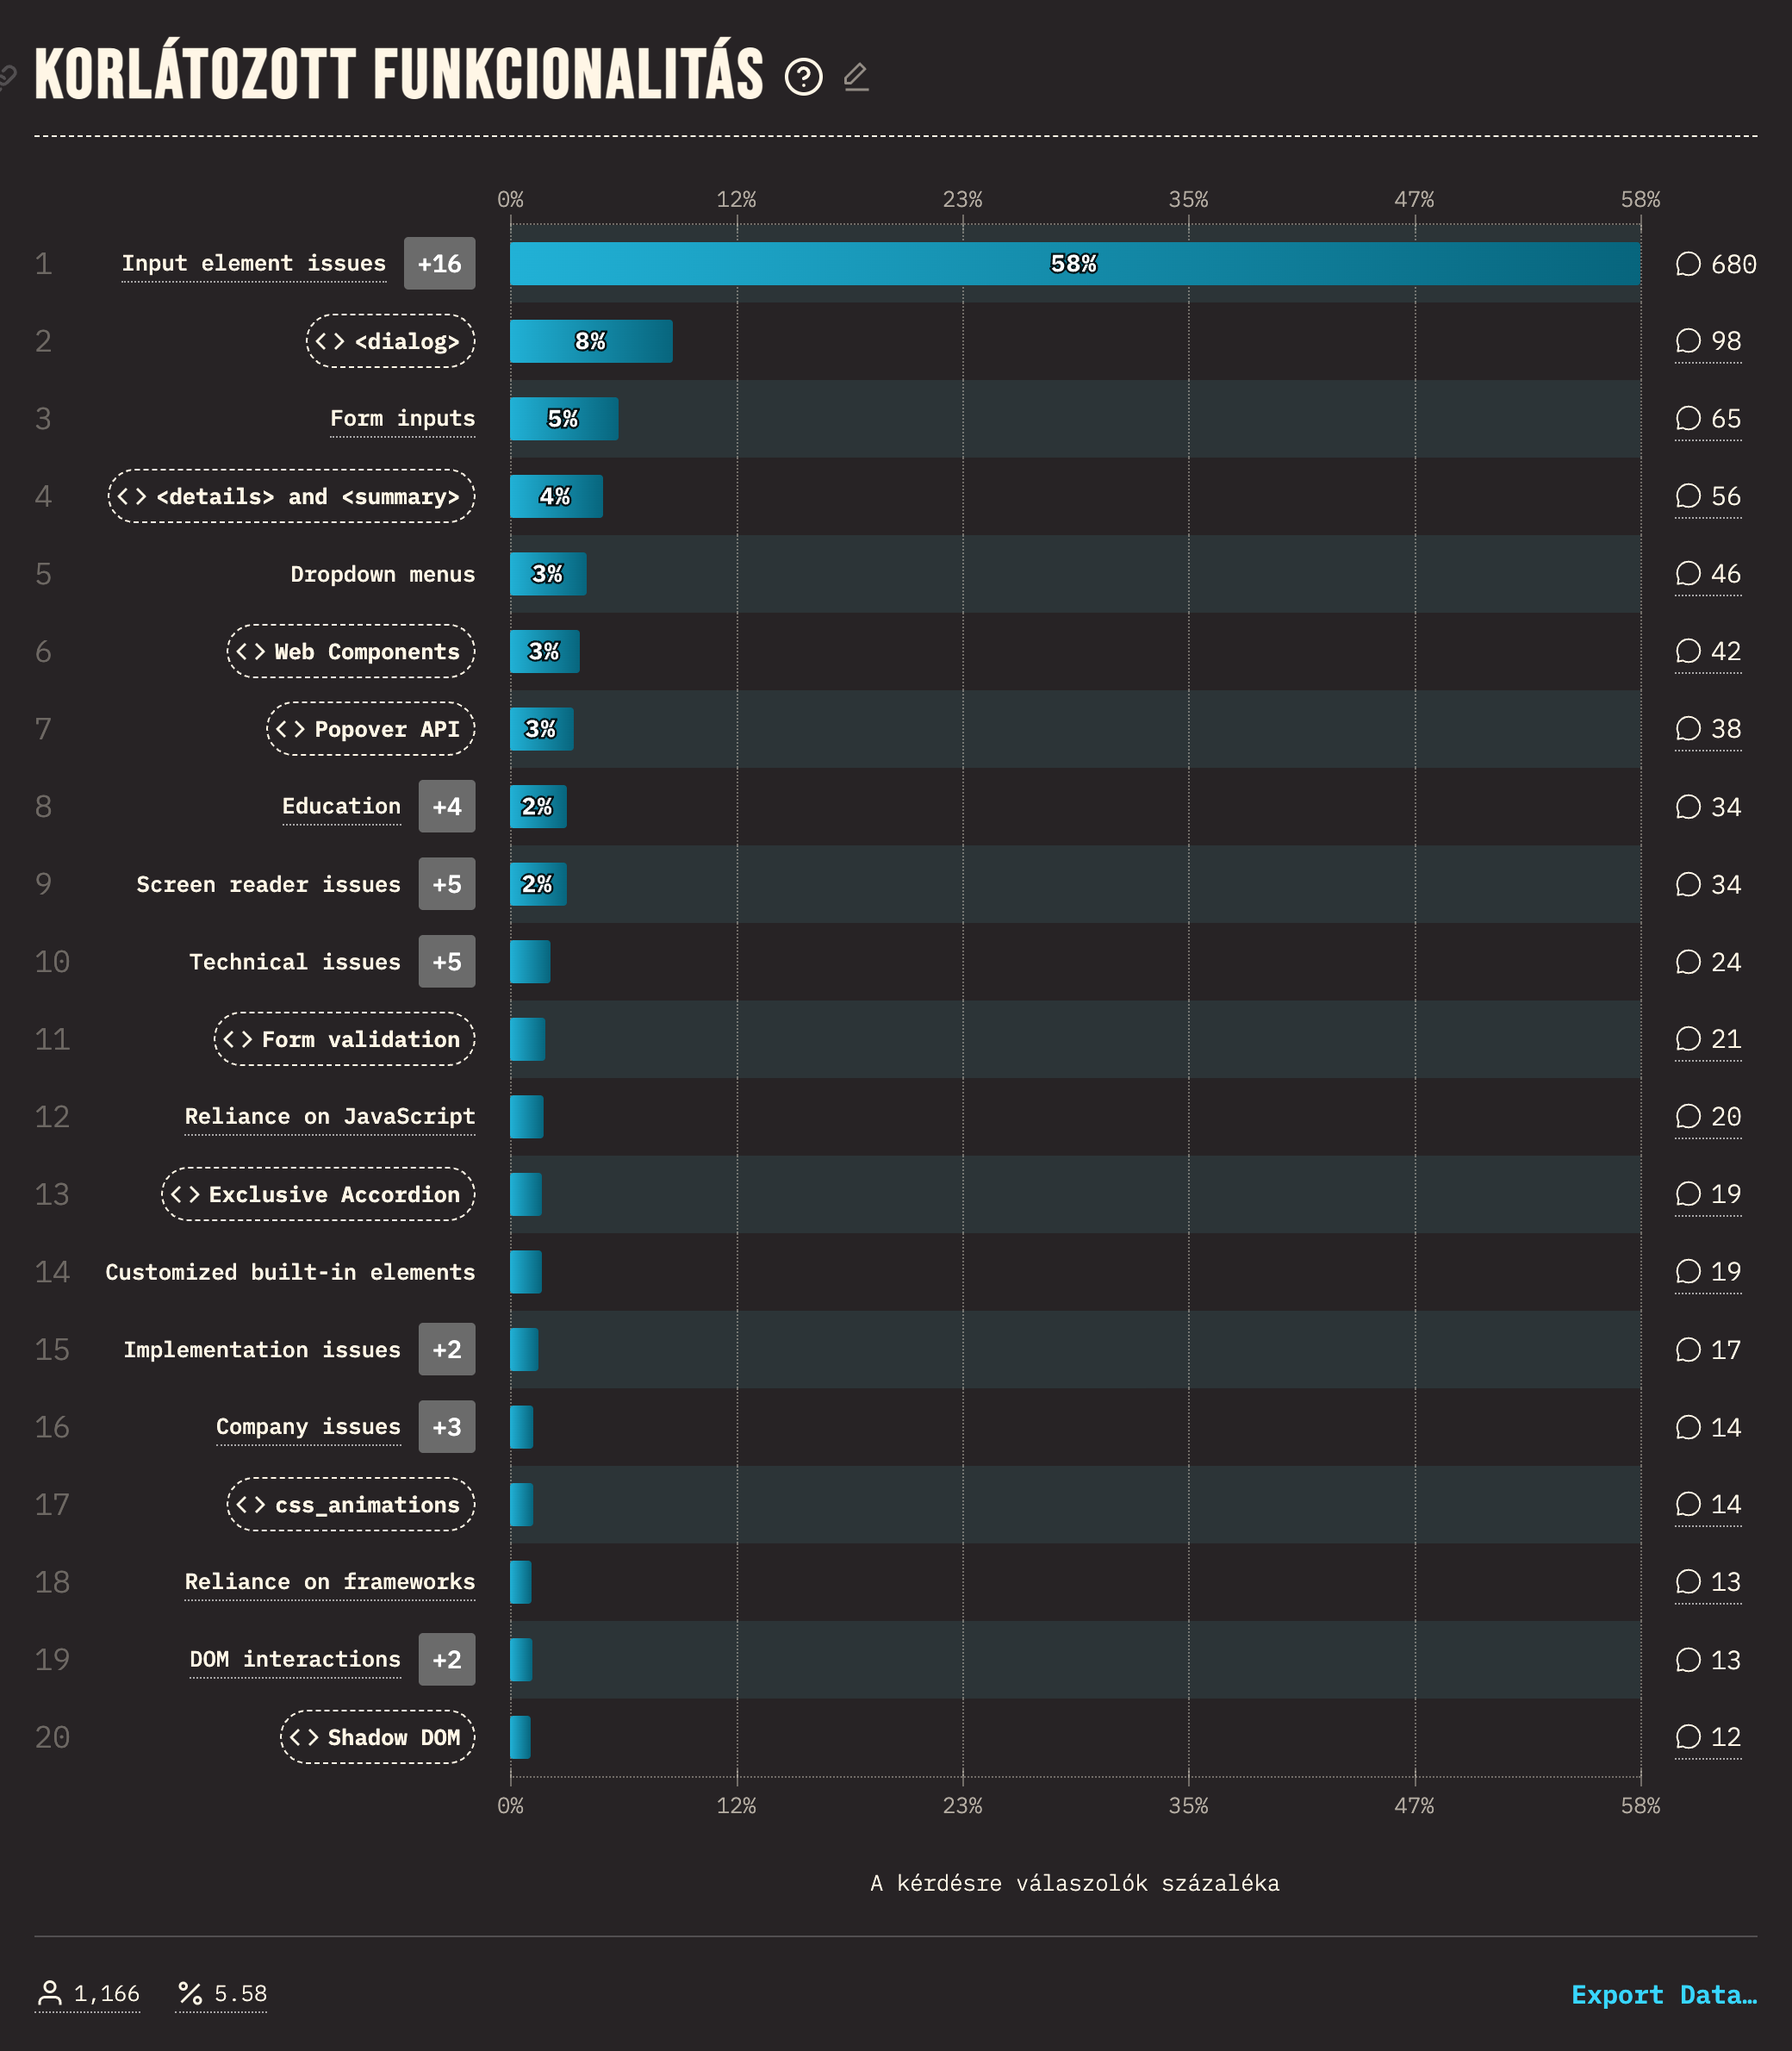 KORLÁTOZOTT FUNKCIONALITÁS ?
0% 12% 23% 35% 47% 58%
1 Input element issues +16 58% 680
2 <> <dialog> 8% 98
3 Form inputs 5% 65
4 <> <details> and <summary> 4% 56
5 Dropdown menus 3% 46
6 <> Web Components 3% 42
7 <> Popover API 3% 38
8 Education +4 2% 34
9 Screen reader issues +5 2% 34
10 Technical issues +5 24
11 <> Form validation 21
12 Reliance on JavaScript 20
13 <> Exclusive Accordion 19
14 Customized built-in elements 19
15 Implementation issues +2 17
16 Company issues +3 14
17 <> css_animations 14
18 Reliance on frameworks 13
19 DOM interactions +2 13
20 <> Shadow DOM 12
0% 12% 23% 35% 47% 58%
A kérdésre válaszolók százaléka
1,166 % 5.58 Export Data…